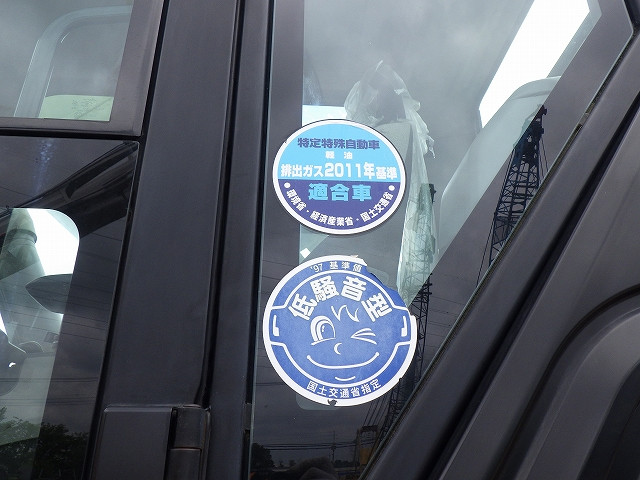 特定特殊自動車
軽油
排出ガス2011年基準
適合車
●環境省・経済産業省・国土交通省●
'97基準値
低騒音型
国土交通省指定